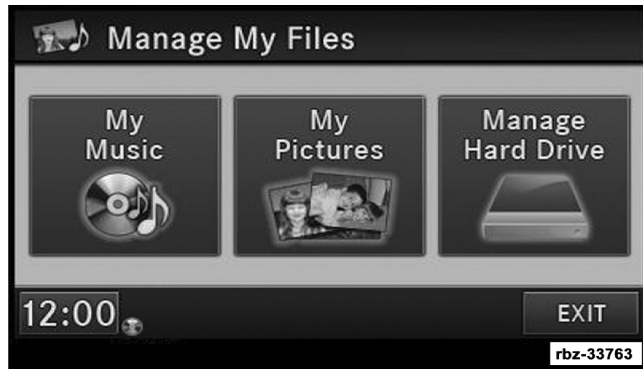 Manage My Files
My
Music
My
Pictures
Manage
Hard Drive
12:00
EXIT
rbz-33763